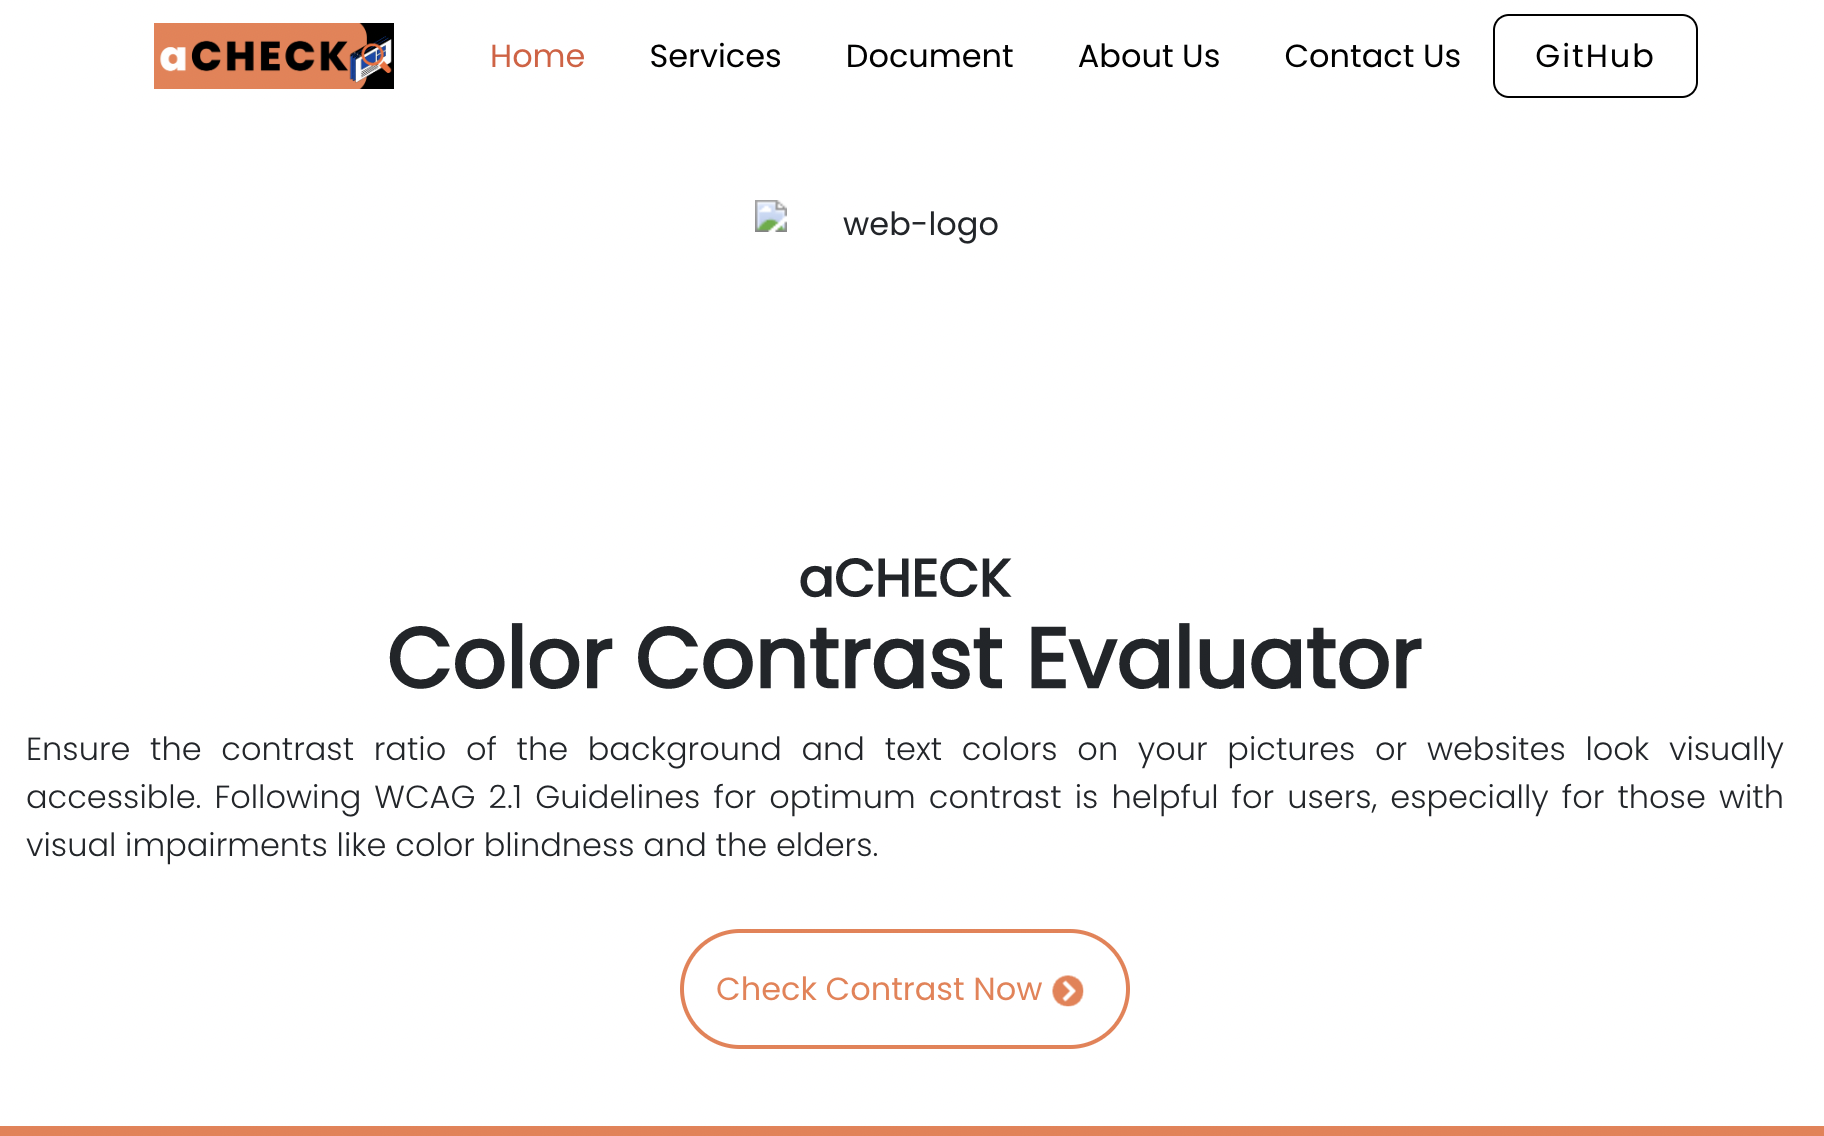 aCHECK Home Services Document About Us Contact Us GitHub
web-logo
aCHECK
Color Contrast Evaluator
Ensure the contrast ratio of the background and text colors on your pictures or websites look visually
accessible. Following WCAG 2.1 Guidelines for optimum contrast is helpful for users, especially for those with
visual impairments like color blindness and the elders.
Check Contrast Now